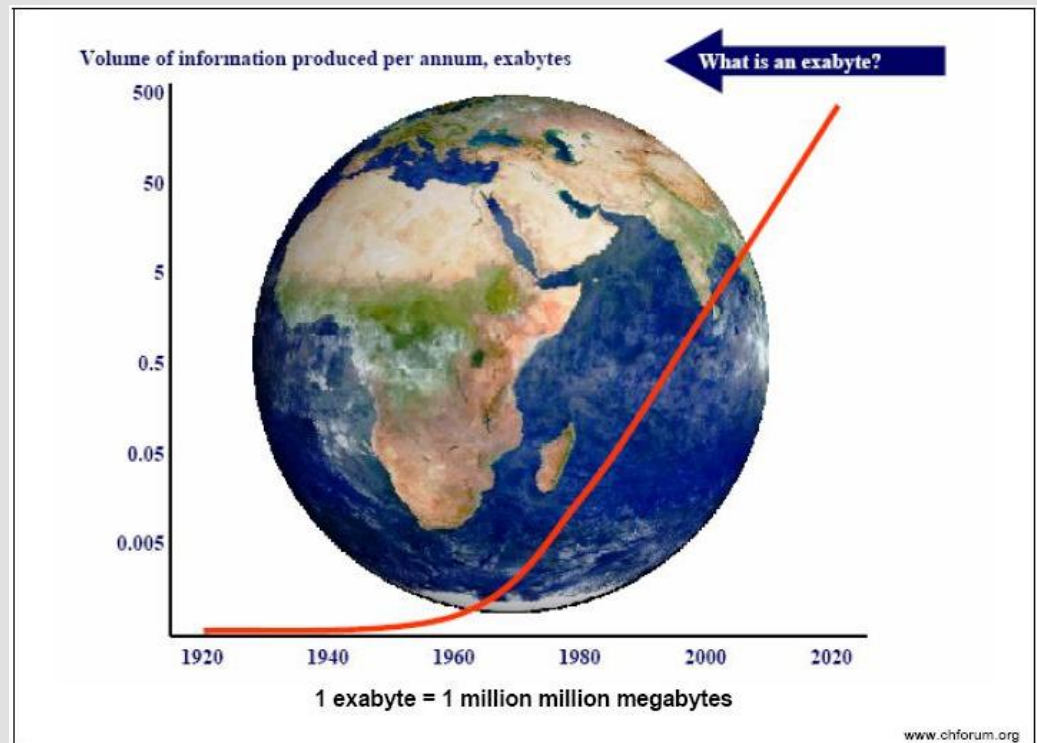 Volume of information produced per annum, exabytes
What is an exabyte?
500
50
5
0.5
0.05
0.005
1920 1940 1960 1980 2000 2020
1 exabyte = 1 million million megabytes
www.chforum.org